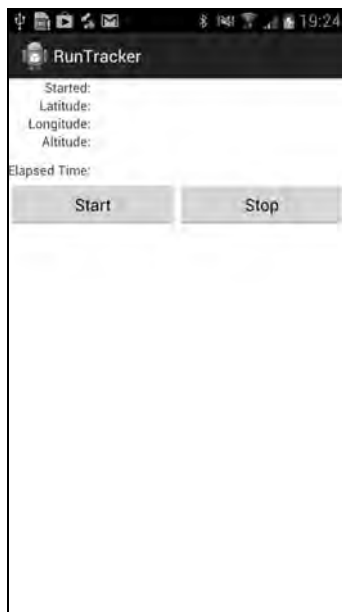 19:24
RunTracker
Started:
Latitude:
Longitude:
Altitude:
Elapsed Time:
Start Stop